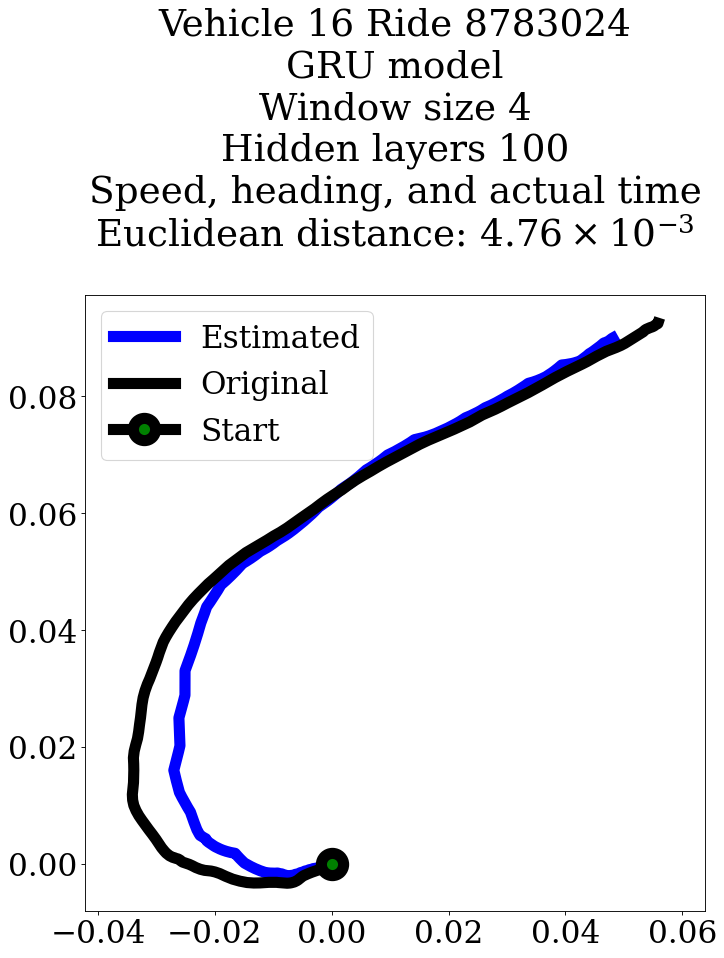 Vehicle 16 Ride 8783024
GRU model
Window size 4
Hidden layers 100
Speed, heading, and actual time
Euclidean distance: 4.76 × 10⁻³
Estimated
Original
Start
0.08
0.06
0.04
0.02
0.00
−0.04 −0.02 0.00 0.02 0.04 0.06